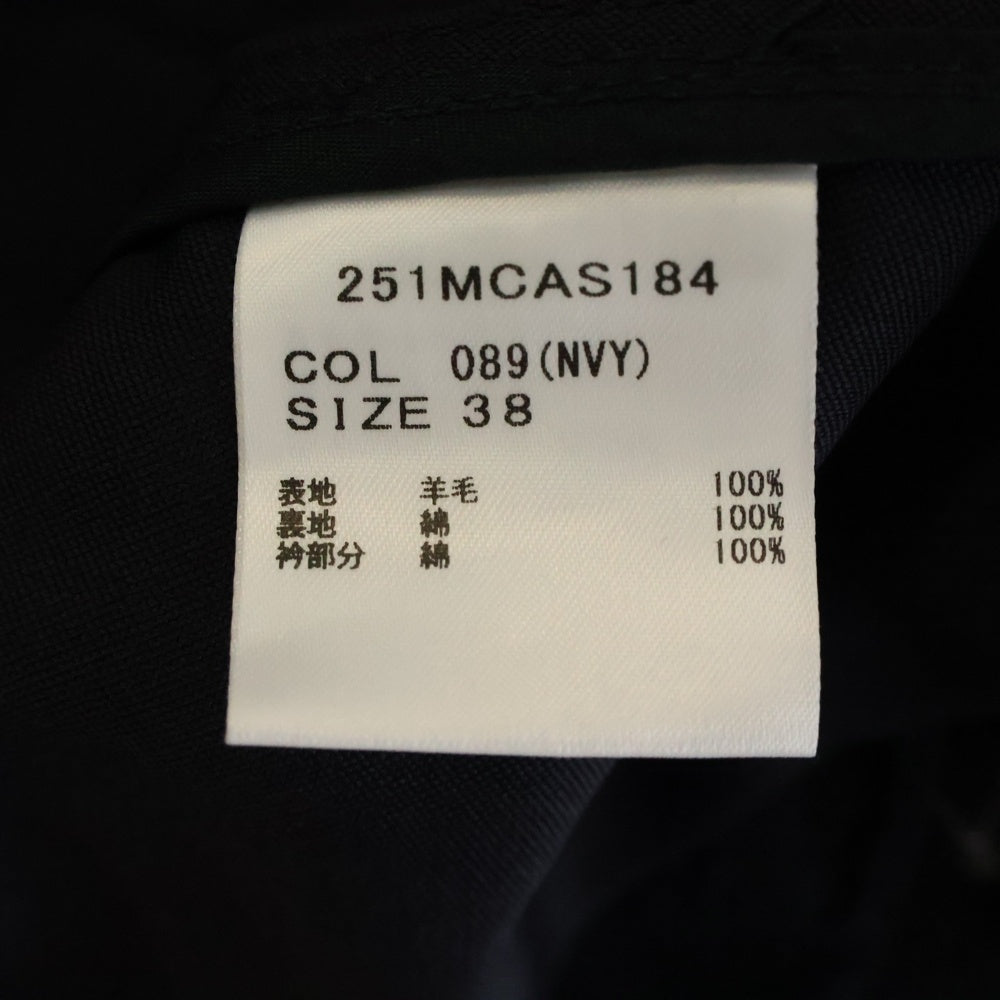 251MCAS184
COL 089(NVY)
SIZE 38
表地 羊毛 100%
裏地 綿 100%
衿部分 綿 100%